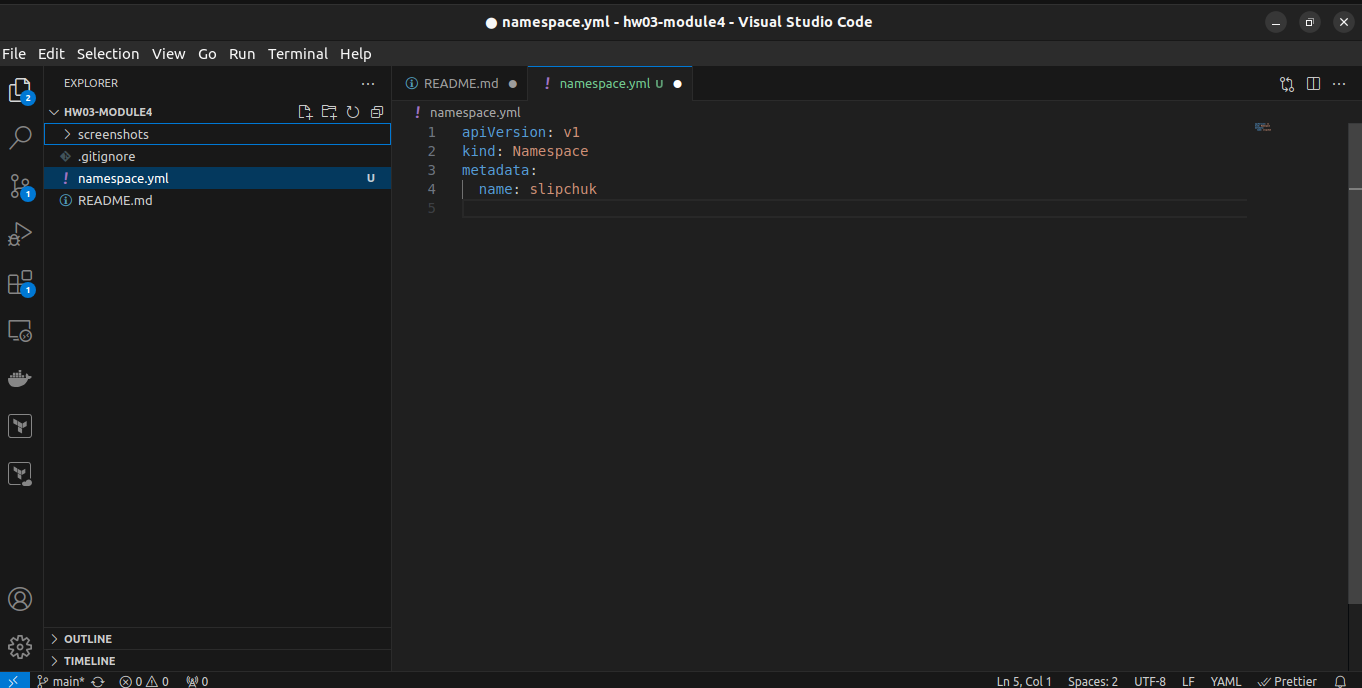 ● namespace.yml - hw03-module4 - Visual Studio Code
File Edit Selection View Go Run Terminal Help
EXPLORER
HW03-MODULE4
screenshots
.gitignore
namespace.yml U
README.md
OUTLINE
TIMELINE
2
1
1
README.md ●
! namespace.yml U ●
! namespace.yml
1 apiVersion: v1
2 kind: Namespace
3 metadata:
4 name: slipchuk
5
main* 0 0 0 Ln 5, Col 1 Spaces: 2 UTF-8 LF YAML Prettier